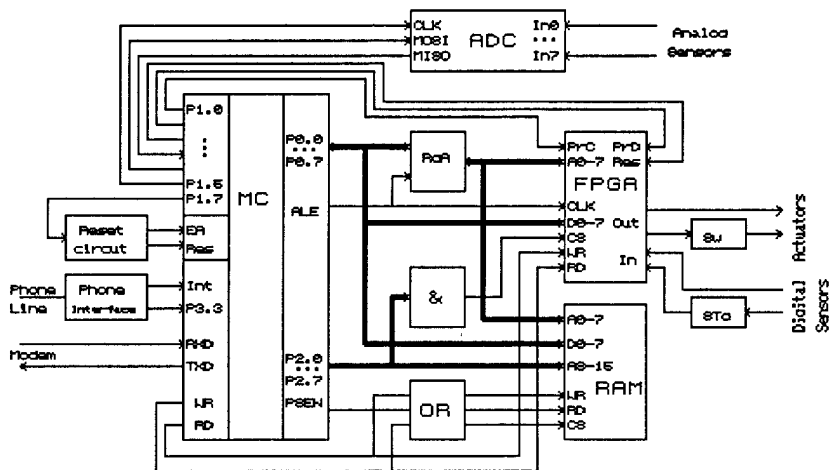 CLK
MOSI
MISO
ADC
In0
...
In7
Analog
Sensors
P1.0
P1.5
P1.7
MC
P0.0
...
P0.7
ALE
RGA
PrC
PrD
A0-7
Res
FPGA
CLK
D0-7
Out
CS
WR
RD
In
SW
Actuators
Reset
circut
EA
Res
Phone
Line
Phone
Interface
Int
P3.3
&
STa
Didital
Sensors
RXD
TXD
Modem
WR
RD
P2.0
...
P2.7
PSEN
OR
A0-7
D0-7
A8-15
RAM
WR
RD
CS